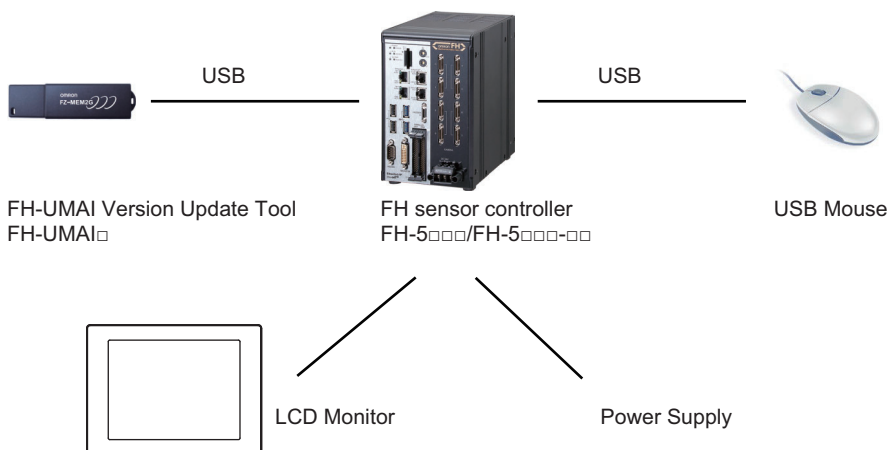 USB
USB
omron
FZ-MEM2G
omron FH
FH-UMAI Version Update Tool
FH-UMAI□
FH sensor controller
FH-5□□□/FH-5□□□-□□
USB Mouse
LCD Monitor
Power Supply